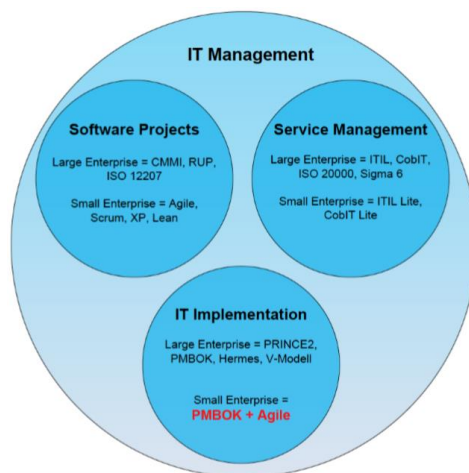 IT Management
Software Projects
Large Enterprise = CMMI, RUP,
ISO 12207
Small Enterprise = Agile,
Scrum, XP, Lean
Service Management
Large Enterprise = ITIL, CobIT,
ISO 20000, Sigma 6
Small Enterprise = ITIL Lite,
CobIT Lite
IT Implementation
Large Enterprise = PRINCE2,
PMBOK, Hermes, V-Modell
Small Enterprise =
PMBOK + Agile